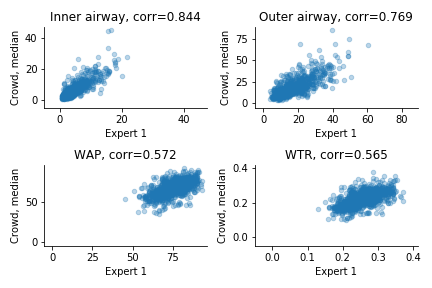 Inner airway, corr=0.844
Crowd, median
40
20
0
0
20
40
Expert 1
Outer airway, corr=0.769
Crowd, median
75
50
25
0
0
20
40
60
80
Expert 1
WAP, corr=0.572
Crowd, median
50
0
0
25
50
75
Expert 1
WTR, corr=0.565
Crowd, median
0.4
0.2
0.0
0.0
0.1
0.2
0.3
0.4
Expert 1